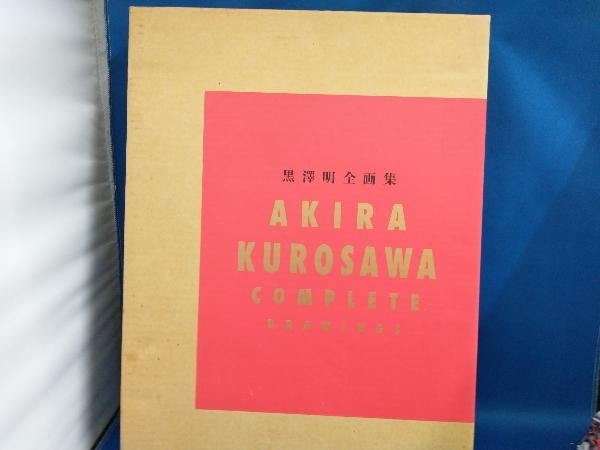 黒澤明全画集
AKIRA
KUROSAWA
COMPLETE
DRAWINGS